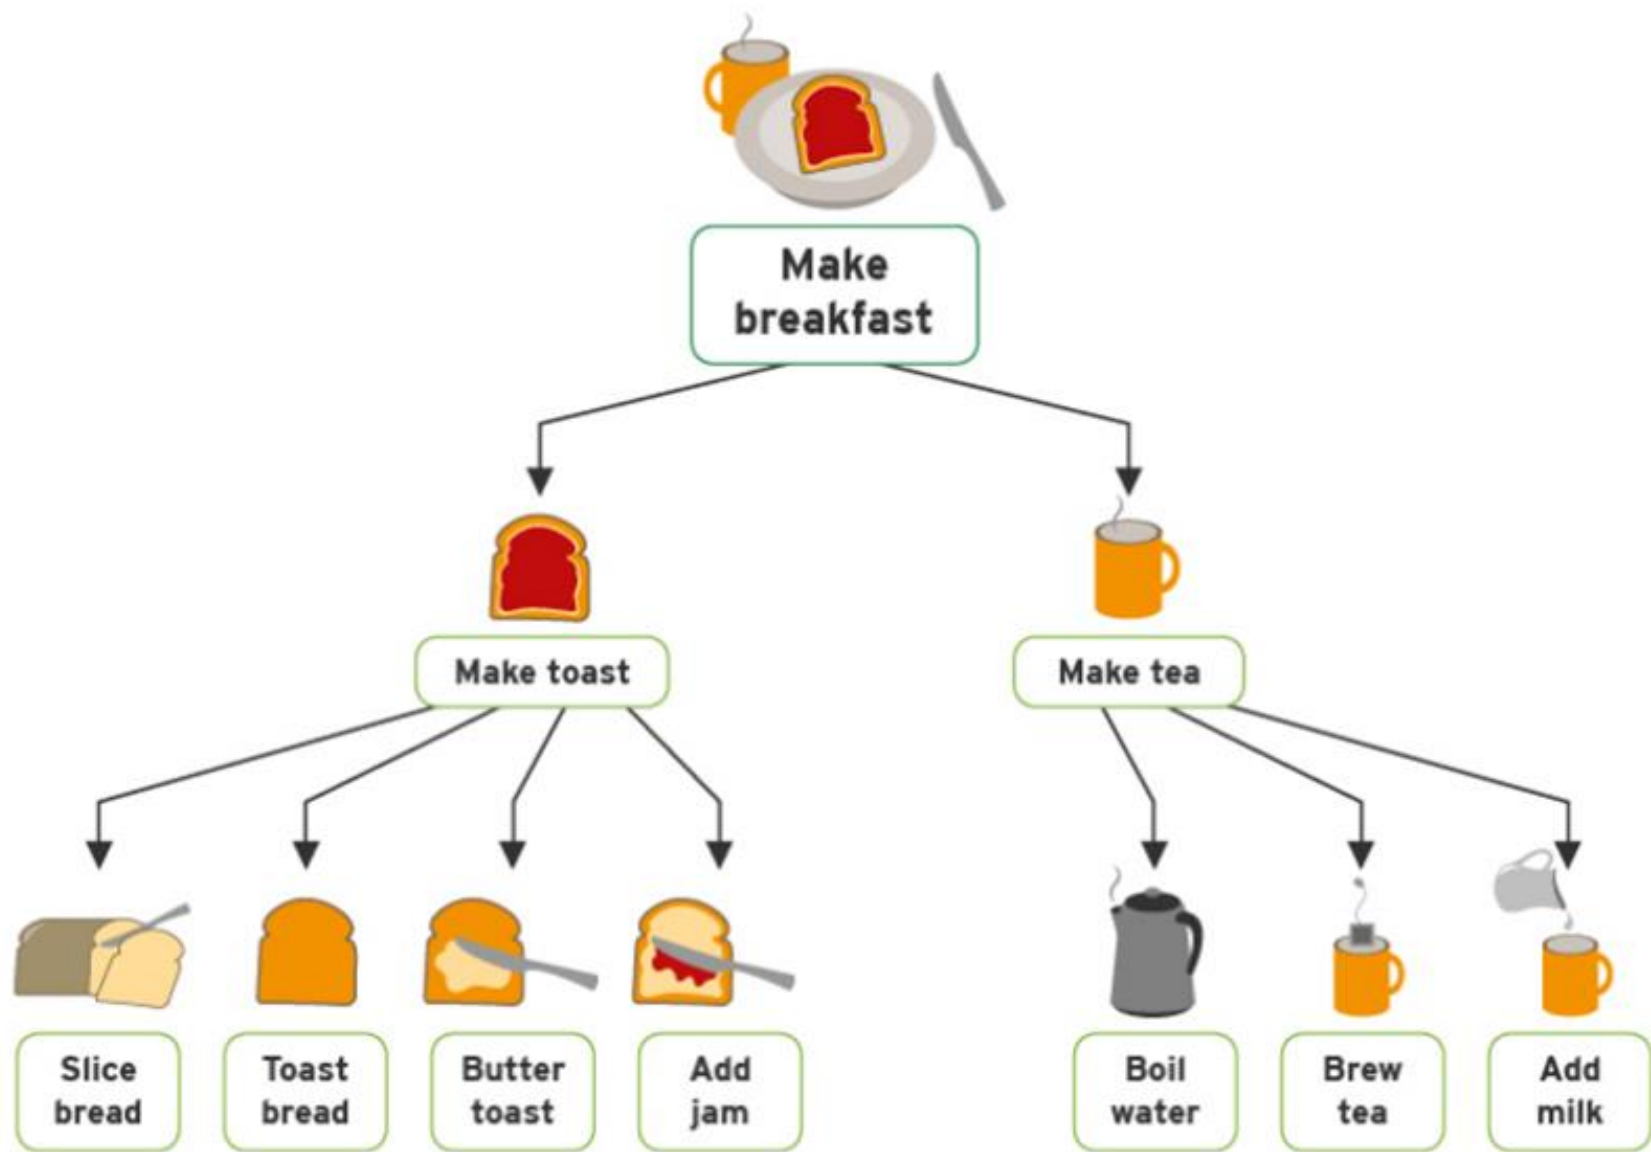 Make
breakfast
Make toast
Make tea
Slice
bread
Toast
bread
Butter
toast
Add
jam
Boil
water
Brew
tea
Add
milk